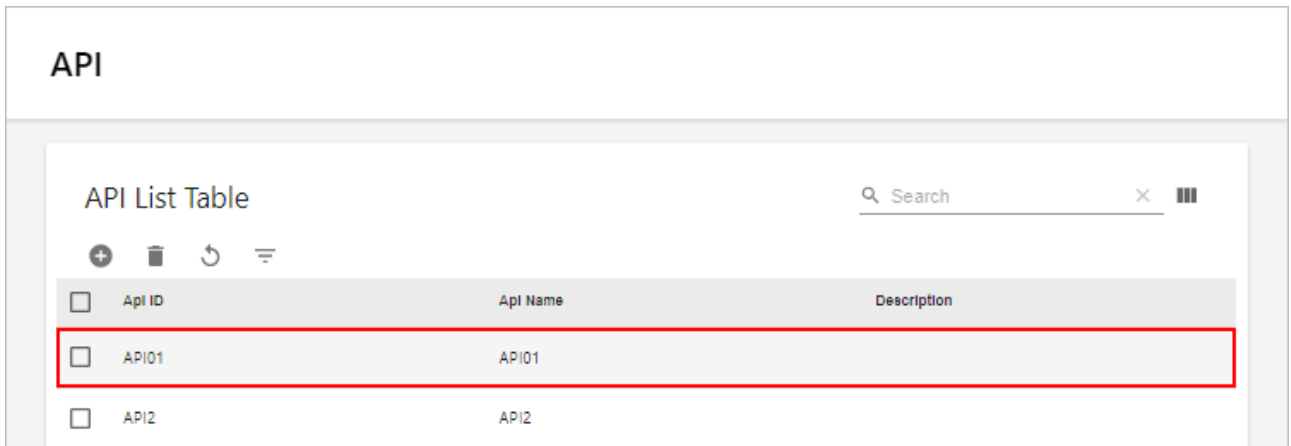 API
API List Table
Search
Api ID Api Name Description
API01 API01
API2 API2